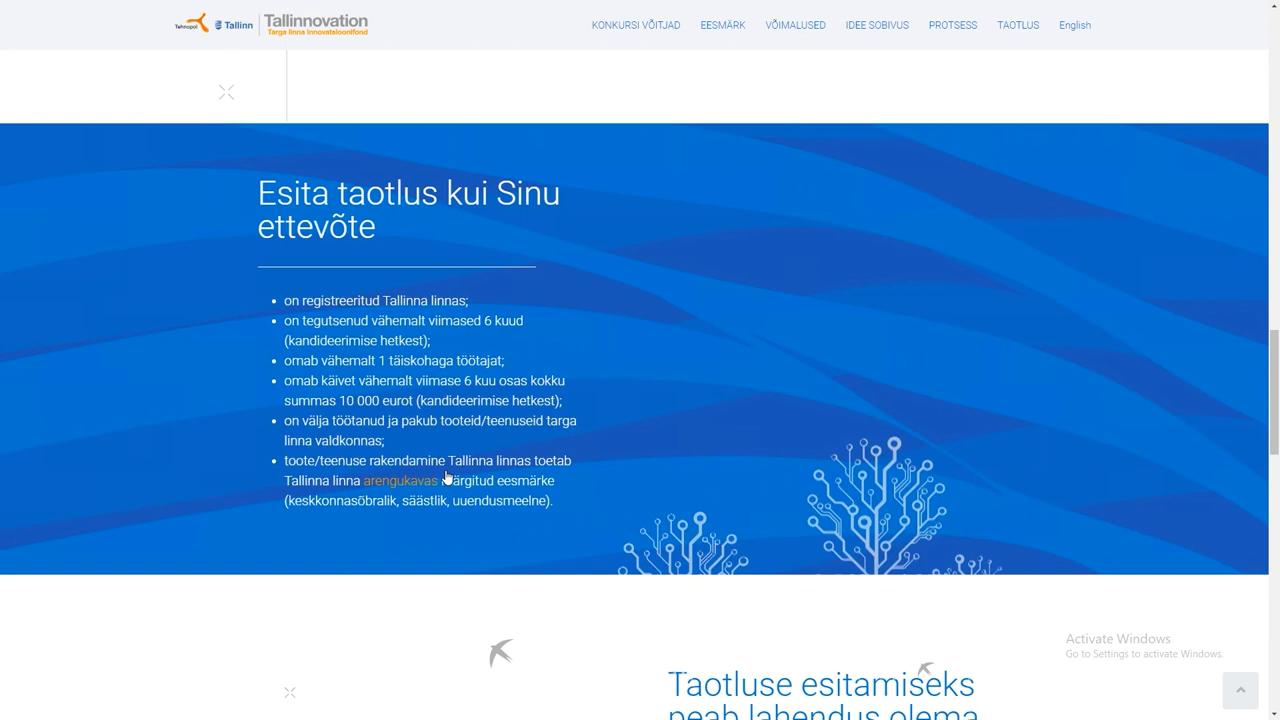 Tehnopol Tallinn Tallinnovation
Targa linna innovatsioonifond
KONKURSI VÕITJAD EESMÄRK VÕIMALUSED IDEE SOBIVUS PROTSESS TAOTLUS English
Esita taotlus kui Sinu
ettevõte
on registreeritud Tallinna linnas;
on tegutsenud vähemalt viimased 6 kuud
(kandideerimise hetkest);
omab vähemalt 1 täiskohaga töötajat;
omab käivet vähemalt viimase 6 kuu osas kokku
summas 10 000 eurot (kandideerimise hetkest);
on välja töötanud ja pakub tooteid/teenuseid targa
linna valdkonnas;
toote/teenuse rakendamine Tallinna linnas toetab
Tallinna linna arengukavas märgitud eesmärke
(keskkonnasõbralik, säästlik, uuendusmeelne).
Activate Windows
Go to Settings to activate Windows.
Taotluse esitamiseks
peab lahendus olema